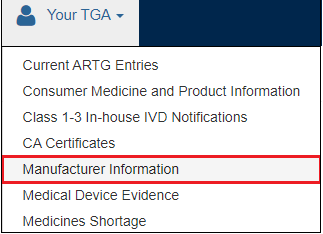 Your TGA
Current ARTG Entries
Consumer Medicine and Product Information
Class 1-3 In-house IVD Notifications
CA Certificates
Manufacturer Information
Medical Device Evidence
Medicines Shortage